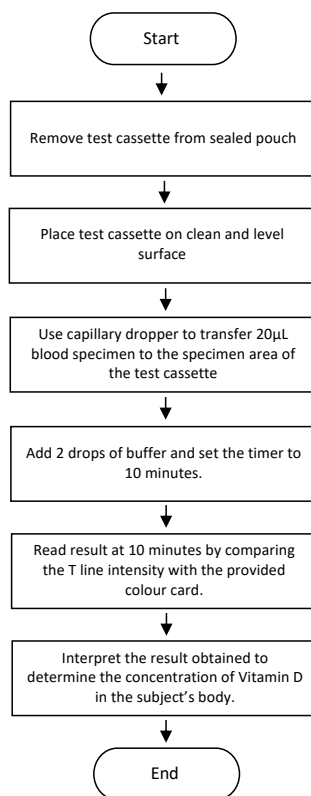 Start
Remove test cassette from sealed pouch
Place test cassette on clean and level
surface
Use capillary dropper to transfer 20µL
blood specimen to the specimen area of
the test cassette
Add 2 drops of buffer and set the timer to
10 minutes.
Read result at 10 minutes by comparing
the T line intensity with the provided
colour card.
Interpret the result obtained to
determine the concentration of Vitamin D
in the subject’s body.
End